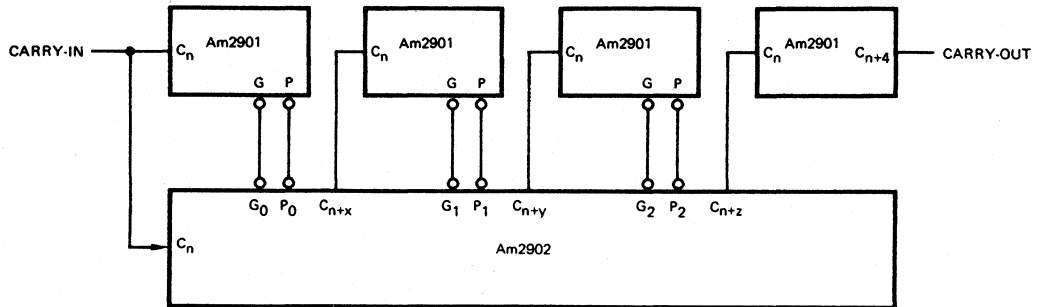 CARRY-IN
Cn
Am2901
G P
Cn
Am2901
G P
Cn
Am2901
G P
Cn
Am2901
Cn+4
CARRY-OUT
G0 P0 Cn+x G1 P1 Cn+y G2 P2 Cn+z
Cn
Am2902